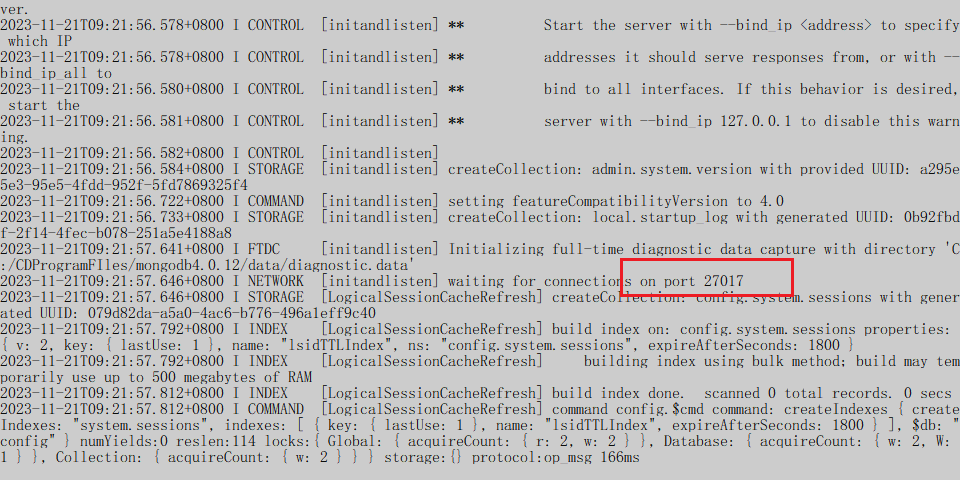 ver.
2023-11-21T09:21:56.578+0800 I CONTROL  [initandlisten] **          Start the server with --bind_ip <address> to specify
 which IP
2023-11-21T09:21:56.578+0800 I CONTROL  [initandlisten] **          addresses it should serve responses from, or with --
bind_ip_all to
2023-11-21T09:21:56.580+0800 I CONTROL  [initandlisten] **          bind to all interfaces. If this behavior is desired,
 start the
2023-11-21T09:21:56.581+0800 I CONTROL  [initandlisten] **          server with --bind_ip 127.0.0.1 to disable this warn
ing.
2023-11-21T09:21:56.582+0800 I CONTROL  [initandlisten]
2023-11-21T09:21:56.584+0800 I STORAGE  [initandlisten] createCollection: admin.system.version with provided UUID: a295e
5e3-95e5-4fdd-952f-5fd7869325f4
2023-11-21T09:21:56.722+0800 I COMMAND  [initandlisten] setting featureCompatibilityVersion to 4.0
2023-11-21T09:21:56.733+0800 I STORAGE  [initandlisten] createCollection: local.startup_log with generated UUID: 0b92fbd
f-2f14-4fec-b078-251a5e4188a8
2023-11-21T09:21:57.641+0800 I FTDC     [initandlisten] Initializing full-time diagnostic data capture with directory 'C
:/CDProgramFIles/mongodb4.0.12/data/diagnostic.data'
2023-11-21T09:21:57.646+0800 I NETWORK  [initandlisten] waiting for connections on port 27017
2023-11-21T09:21:57.646+0800 I STORAGE  [LogicalSessionCacheRefresh] createCollection: config.system.sessions with gener
ated UUID: 079d82da-a5a0-4ac6-b776-496a1eff9c40
2023-11-21T09:21:57.792+0800 I INDEX    [LogicalSessionCacheRefresh] build index on: config.system.sessions properties:
{ v: 2, key: { lastUse: 1 }, name: "lsidTTLIndex", ns: "config.system.sessions", expireAfterSeconds: 1800 }
2023-11-21T09:21:57.792+0800 I INDEX    [LogicalSessionCacheRefresh]     building index using bulk method; build may tem
porarily use up to 500 megabytes of RAM
2023-11-21T09:21:57.812+0800 I INDEX    [LogicalSessionCacheRefresh] build index done.  scanned 0 total records. 0 secs
2023-11-21T09:21:57.812+0800 I COMMAND  [LogicalSessionCacheRefresh] command config.$cmd command: createIndexes { create
Indexes: "system.sessions", indexes: [ { key: { lastUse: 1 }, name: "lsidTTLIndex", expireAfterSeconds: 1800 } ], $db: "
config" } numYields:0 reslen:114 locks:{ Global: { acquireCount: { r: 2, w: 2 } }, Database: { acquireCount: { w: 2, W:
1 } }, Collection: { acquireCount: { w: 2 } } } storage:{} protocol:op_msg 166ms